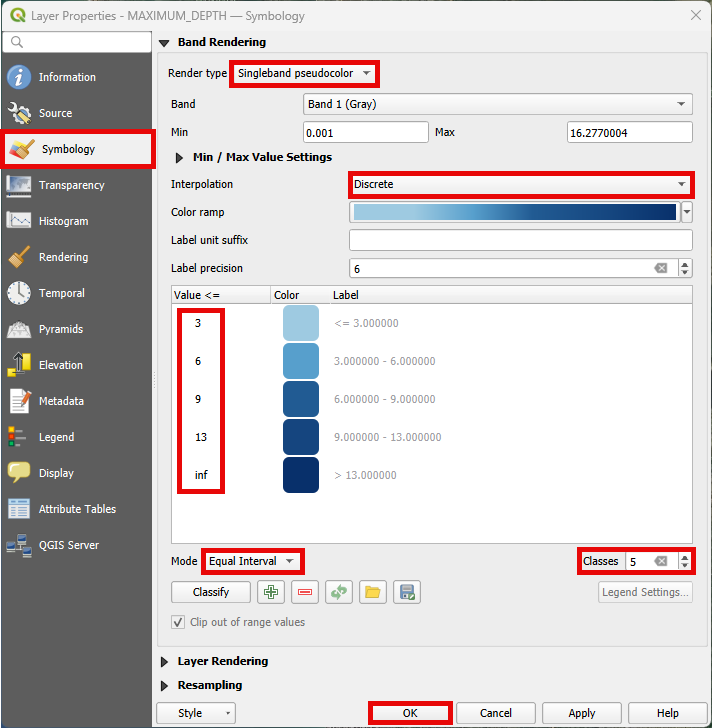 Layer Properties - MAXIMUM_DEPTH — Symbology
Information
Source
Symbology
Transparency
Histogram
Rendering
Temporal
Pyramids
Elevation
Metadata
Legend
Display
Attribute Tables
QGIS Server
Band Rendering
Render type Singleband pseudocolor
Band Band 1 (Gray)
Min 0.001 Max 16.2770004
Min / Max Value Settings
Interpolation Discrete
Color ramp
Label unit suffix
Label precision 6
Value <= Color Label
3 <= 3.000000
6 3.000000 - 6.000000
9 6.000000 - 9.000000
13 9.000000 - 13.000000
inf > 13.000000
Mode Equal Interval Classes 5
Classify Legend Settings...
Clip out of range values
Layer Rendering
Resampling
Style OK Cancel Apply Help